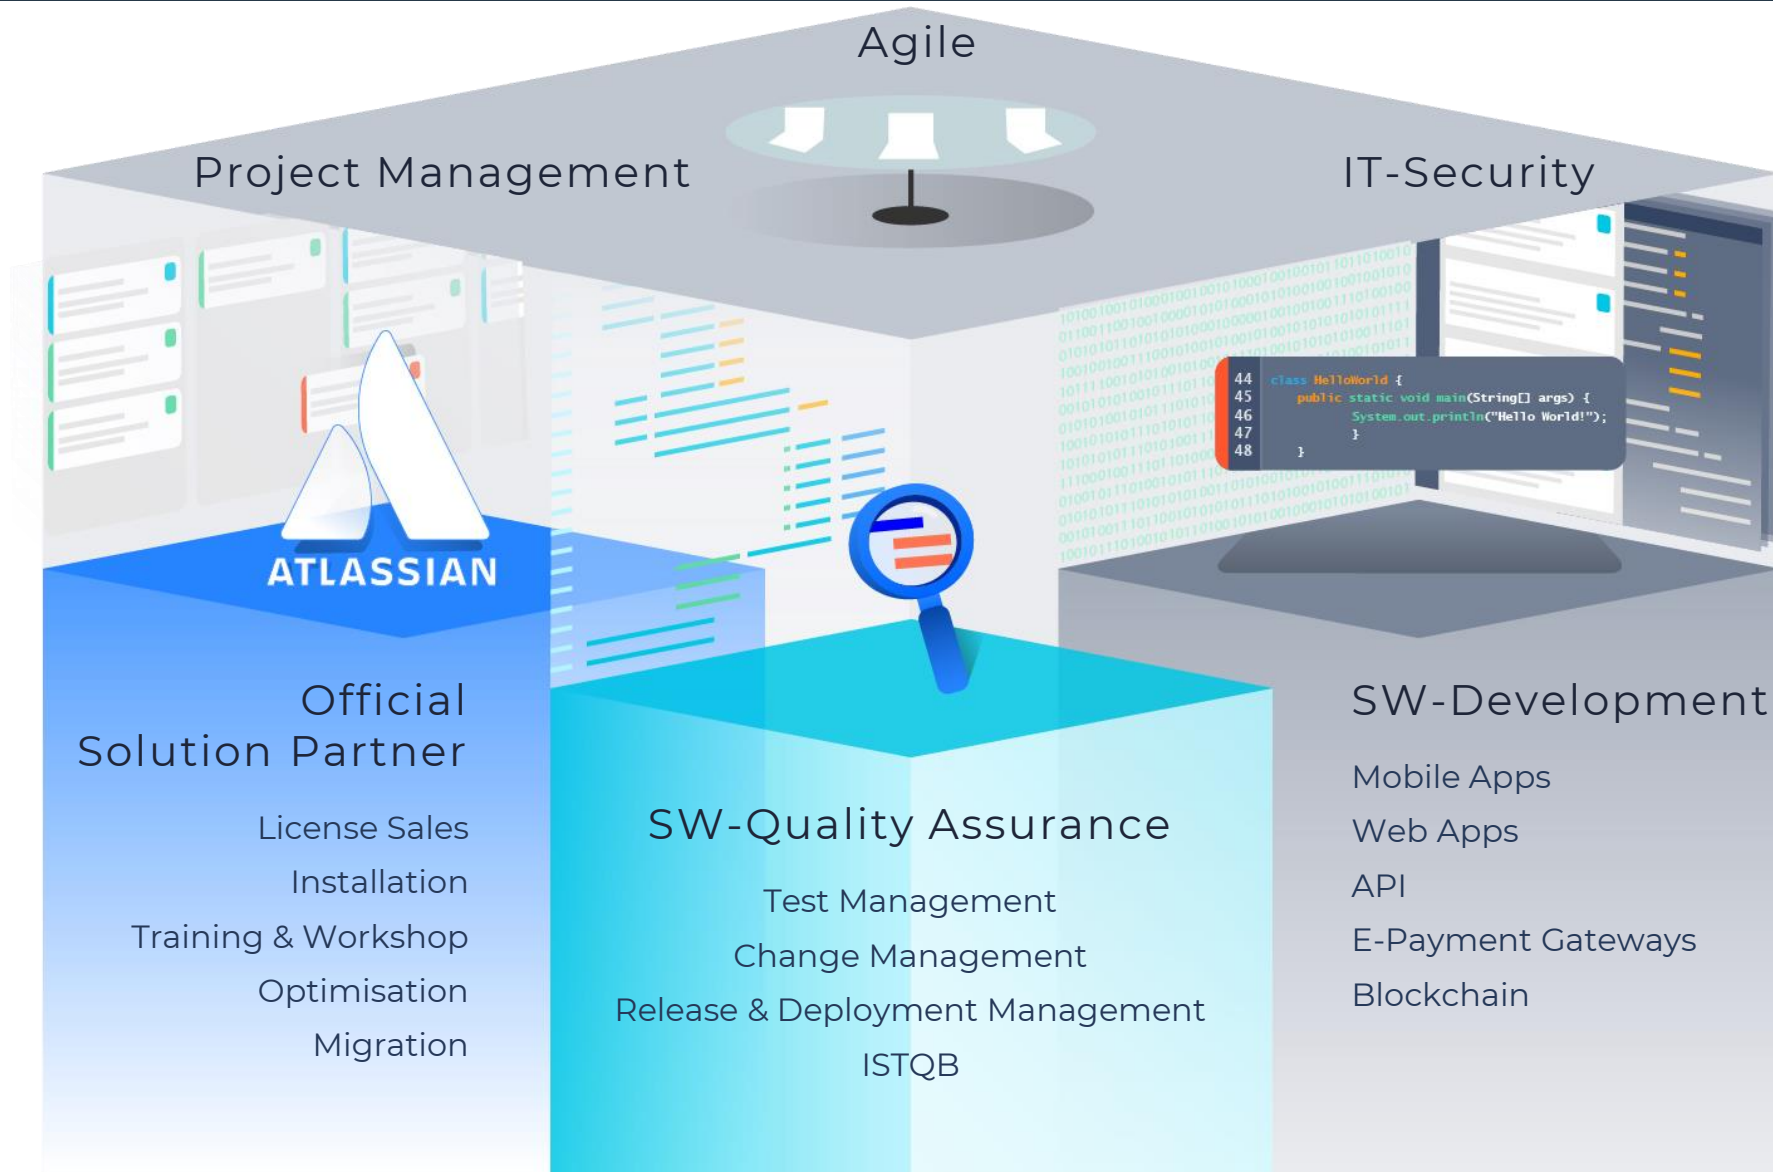 Agile
Project Management
IT-Security
44 class HelloWorld {
45 public static void main(String[] args) {
46 System.out.println("Hello World!");
47 }
48 }
ATLASSIAN
Official
Solution Partner
License Sales
Installation
Training & Workshop
Optimisation
Migration
SW-Quality Assurance
Test Management
Change Management
Release & Deployment Management
ISTQB
SW-Development
Mobile Apps
Web Apps
API
E-Payment Gateways
Blockchain